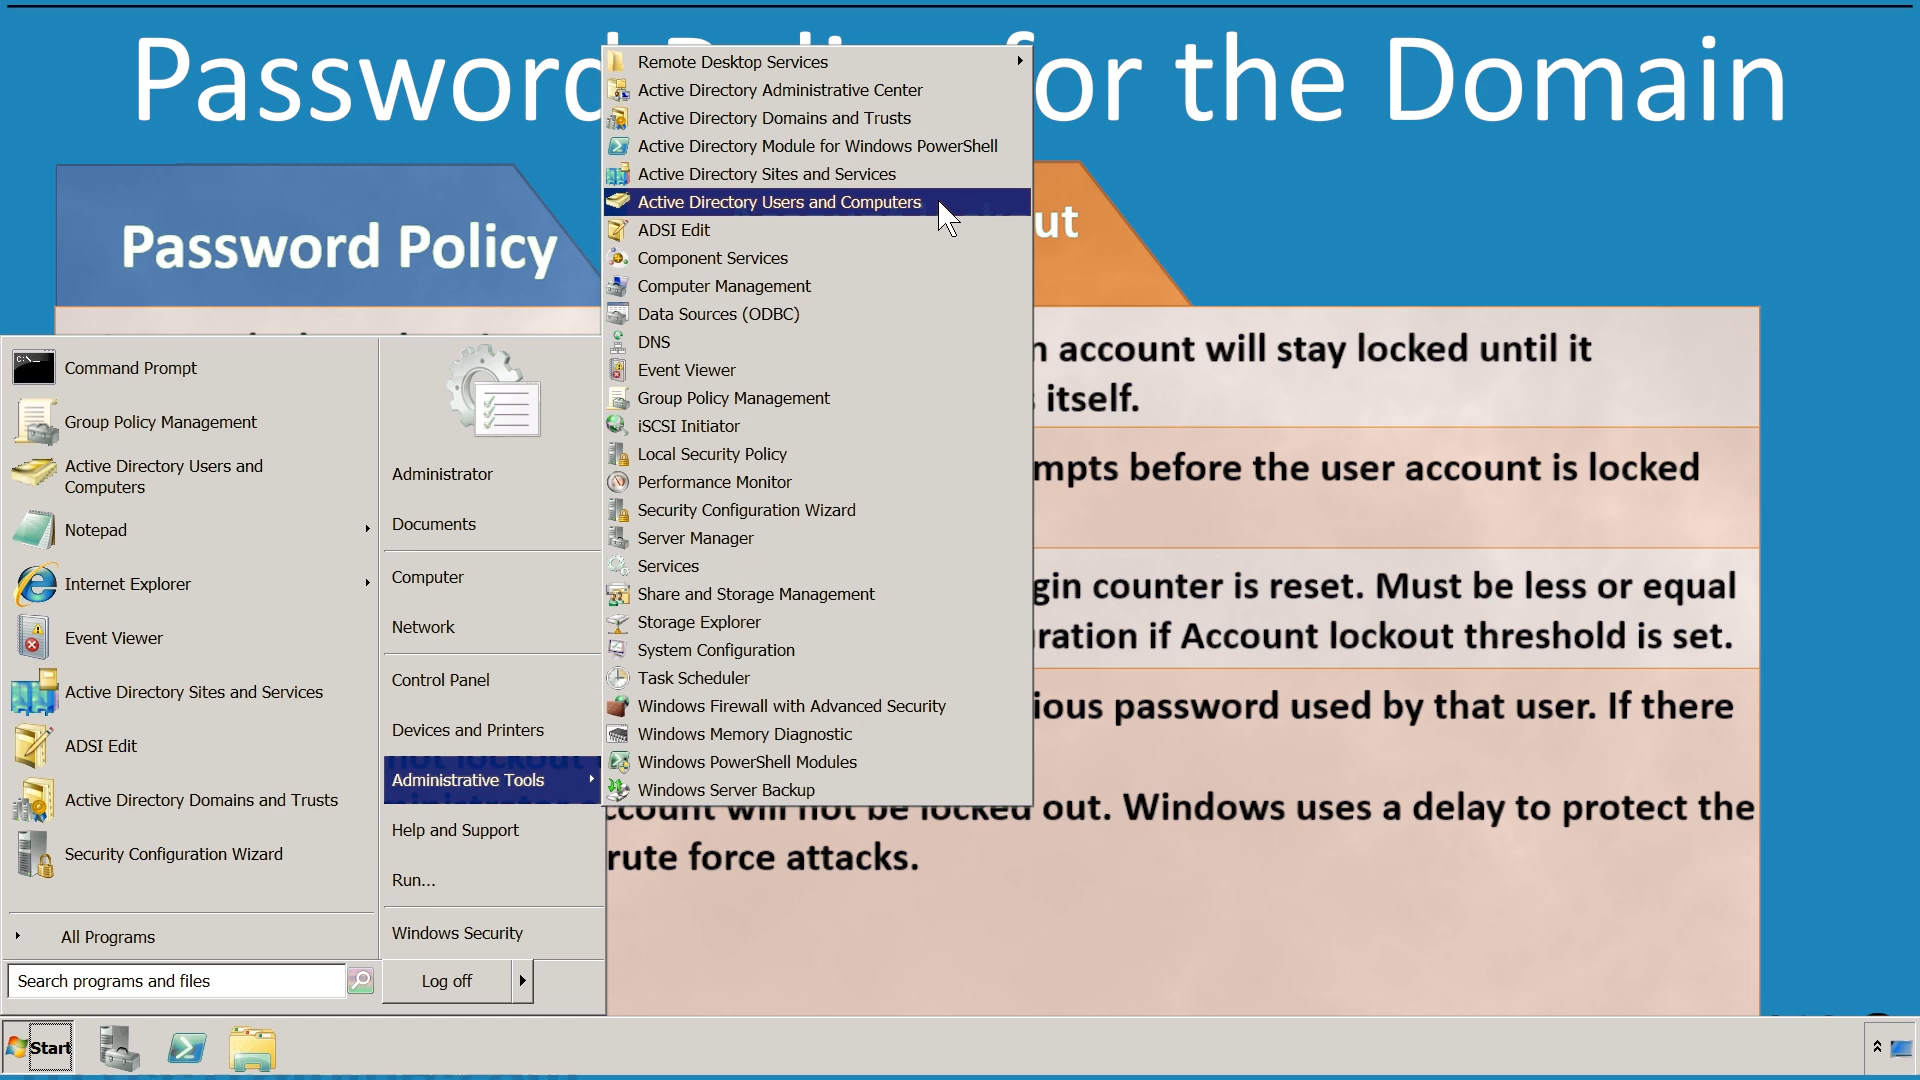 Password Policy for the Domain
Password Policy
ut
account will stay locked until it
itself.
mpts before the user account is locked
gin counter is reset. Must be less or equal
uration if Account lockout threshold is set.
ious password used by that user. If there
ccount will not be locked out. Windows uses a delay to protect the
rute force attacks.
Remote Desktop Services
Active Directory Administrative Center
Active Directory Domains and Trusts
Active Directory Module for Windows PowerShell
Active Directory Sites and Services
Active Directory Users and Computers
ADSI Edit
Component Services
Computer Management
Data Sources (ODBC)
DNS
Event Viewer
Group Policy Management
iSCSI Initiator
Local Security Policy
Performance Monitor
Security Configuration Wizard
Server Manager
Services
Share and Storage Management
Storage Explorer
System Configuration
Task Scheduler
Windows Firewall with Advanced Security
Windows Memory Diagnostic
Windows PowerShell Modules
Windows Server Backup
Command Prompt
Group Policy Management
Active Directory Users and
Computers
Notepad
Internet Explorer
Event Viewer
Active Directory Sites and Services
ADSI Edit
Active Directory Domains and Trusts
Security Configuration Wizard
All Programs
Search programs and files
Administrator
Documents
Computer
Network
Control Panel
Devices and Printers
Administrative Tools
Help and Support
Run...
Windows Security
Log off
Start